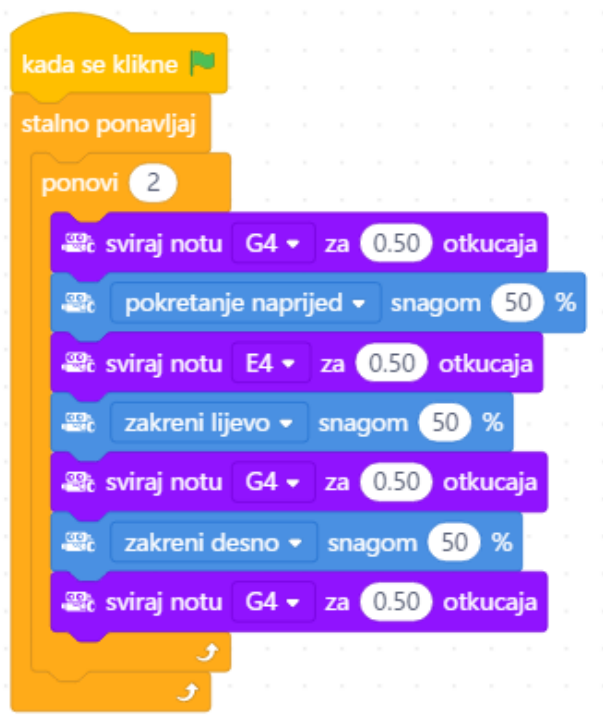 kada se klikne
stalno ponavljaj
ponovi 2
sviraj notu G4 za 0.50 otkucaja
pokretanje naprijed snagom 50 %
sviraj notu E4 za 0.50 otkucaja
zakreni lijevo snagom 50 %
sviraj notu G4 za 0.50 otkucaja
zakreni desno snagom 50 %
sviraj notu G4 za 0.50 otkucaja